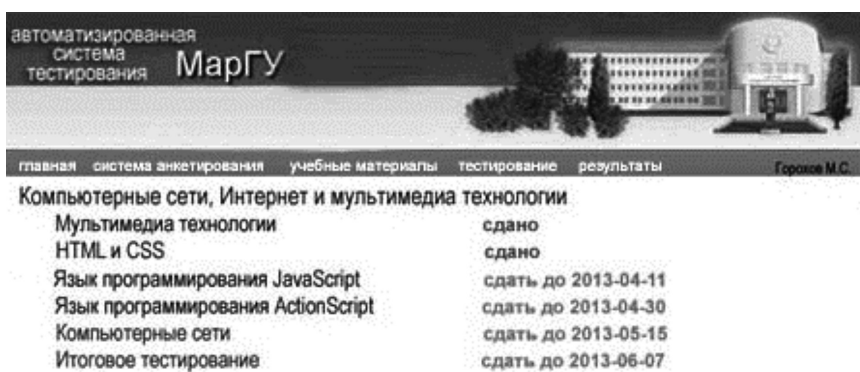 автоматизированная
система
тестирования МарГУ
главная система анкетирования учебные материалы тестирование результаты Горохов М.С.
Компьютерные сети, Интернет и мультимедиа технологии
Мультимедиа технологии сдано
HTML и CSS сдано
Язык программирования JavaScript сдать до 2013-04-11
Язык программирования ActionScript сдать до 2013-04-30
Компьютерные сети сдать до 2013-05-15
Итоговое тестирование сдать до 2013-06-07